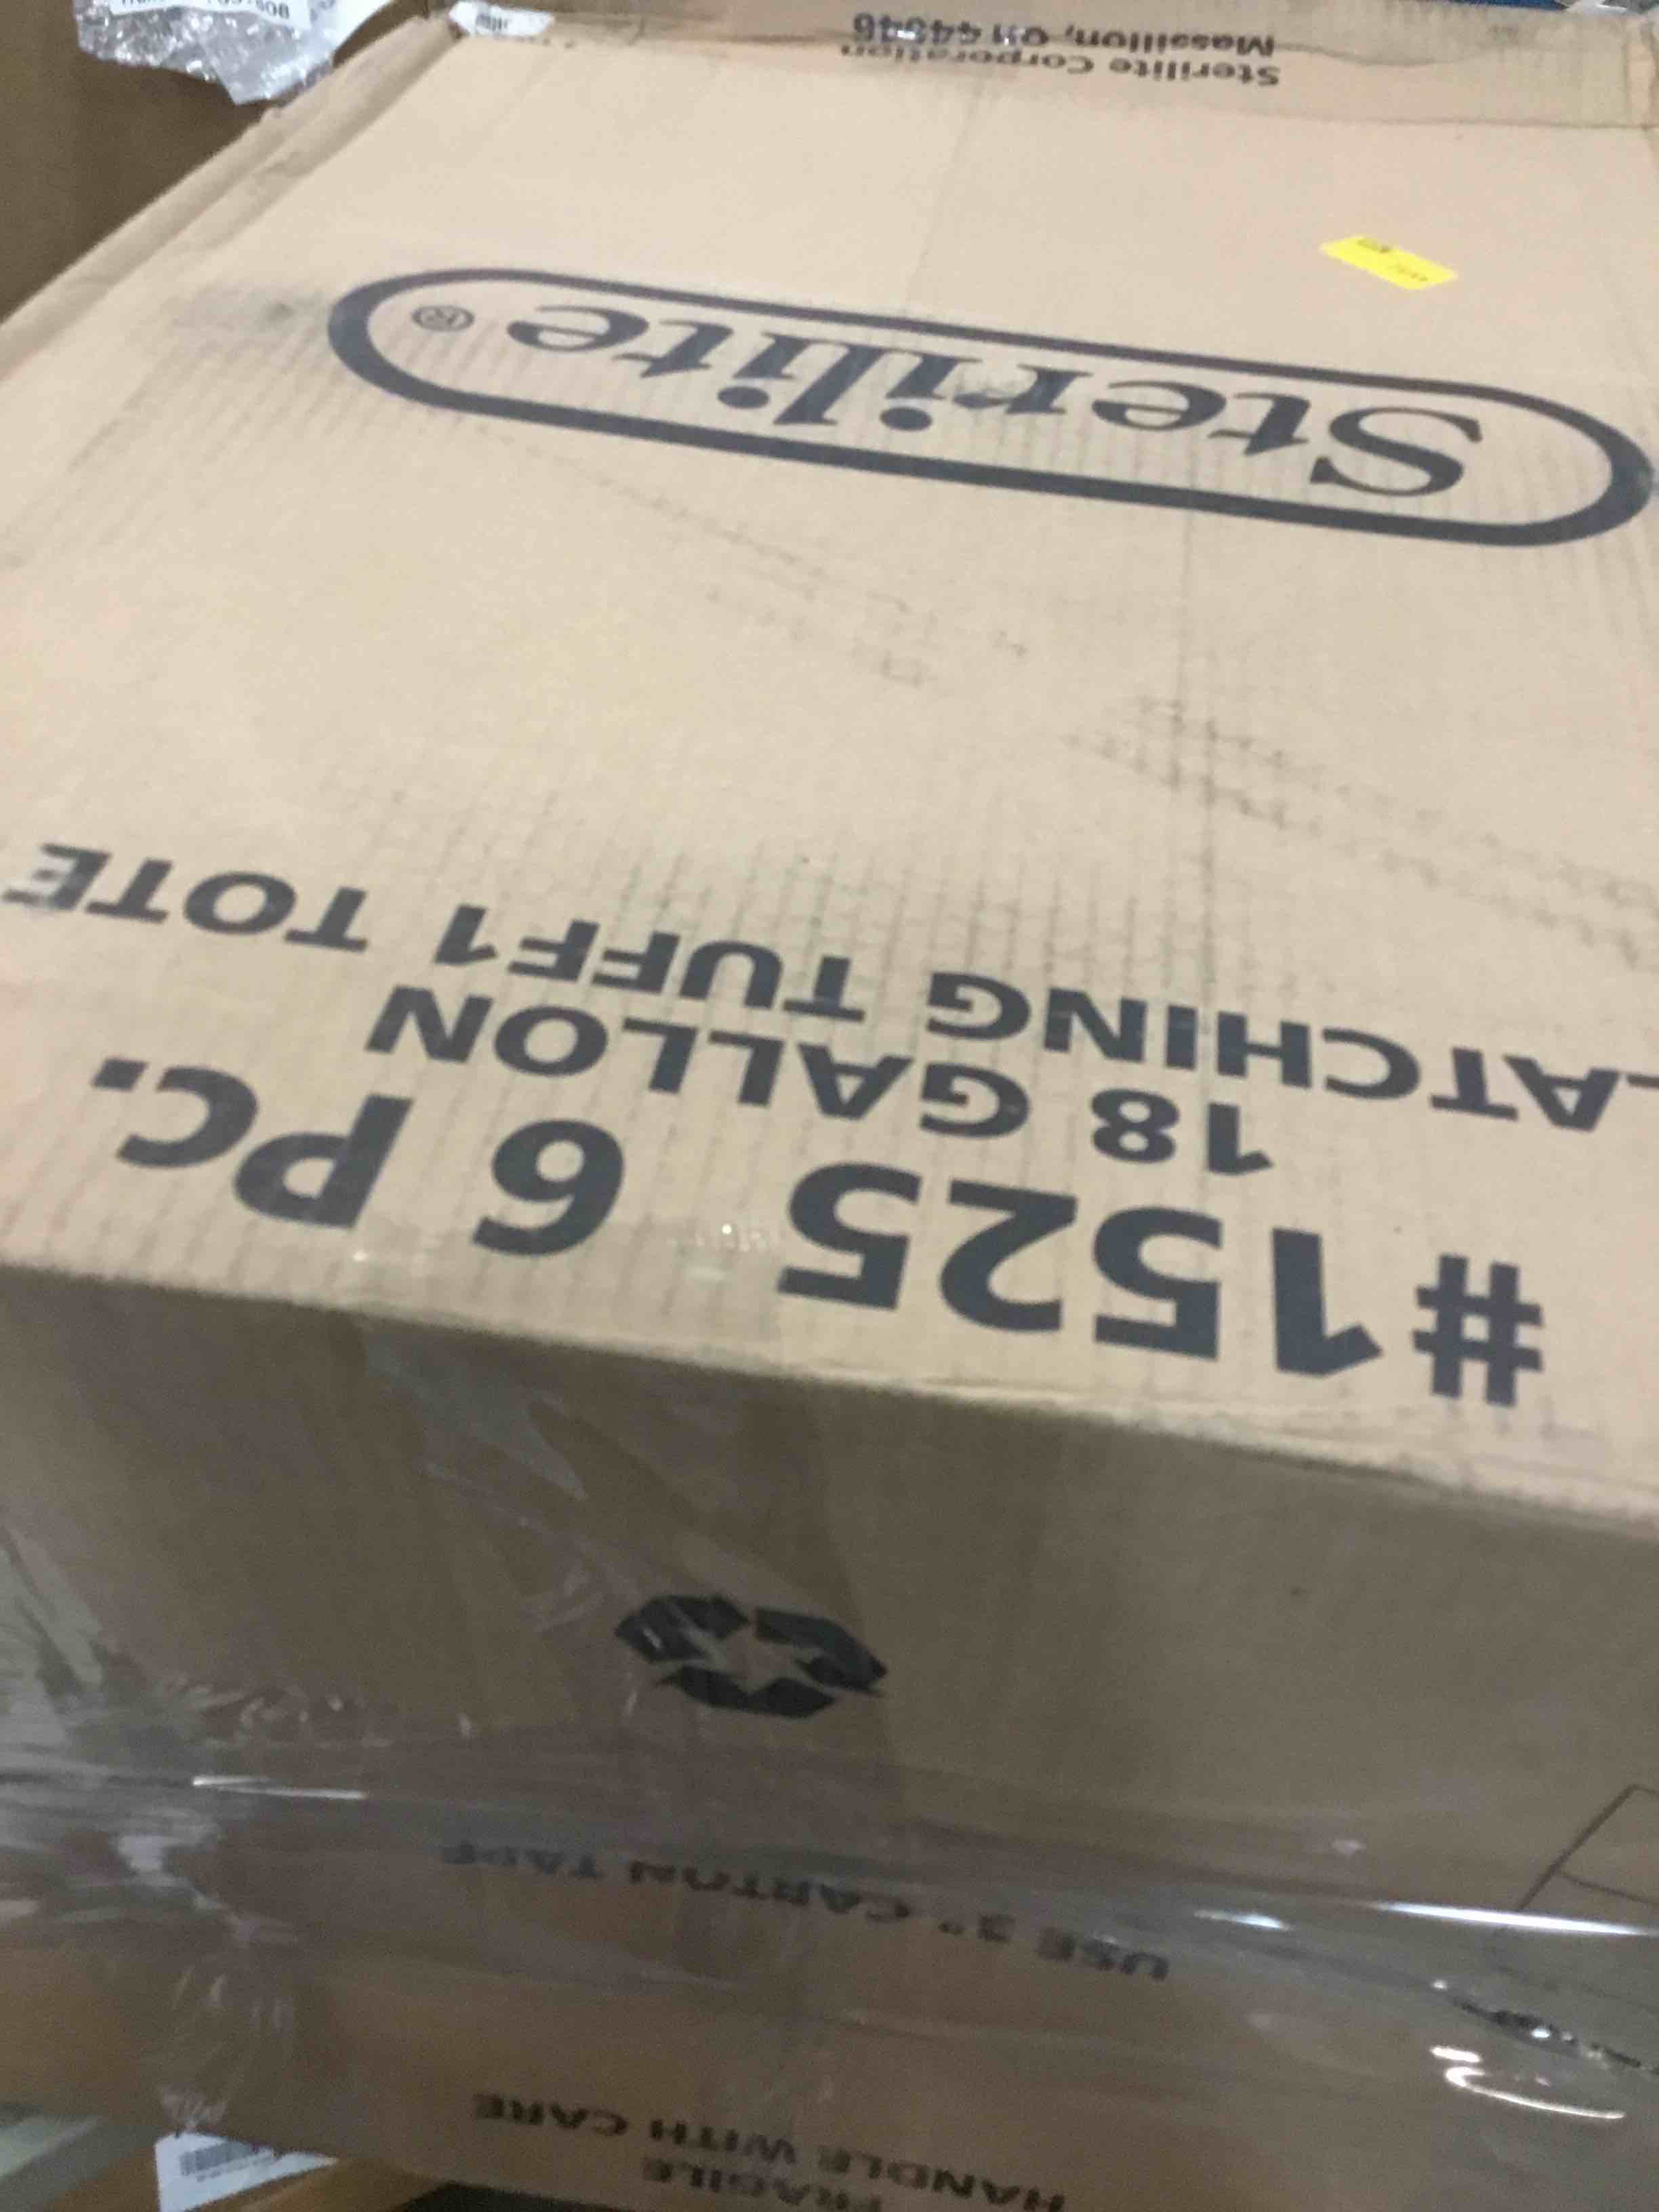 FRAGILE
HANDLE WITH CARE
USE 3" CARTON TAPE
#1525 6 PC.
18 GALLON
LATCHING TUFF1 TOTE
Sterilite®
Sterilite Corporation
Massillon, OH 44646